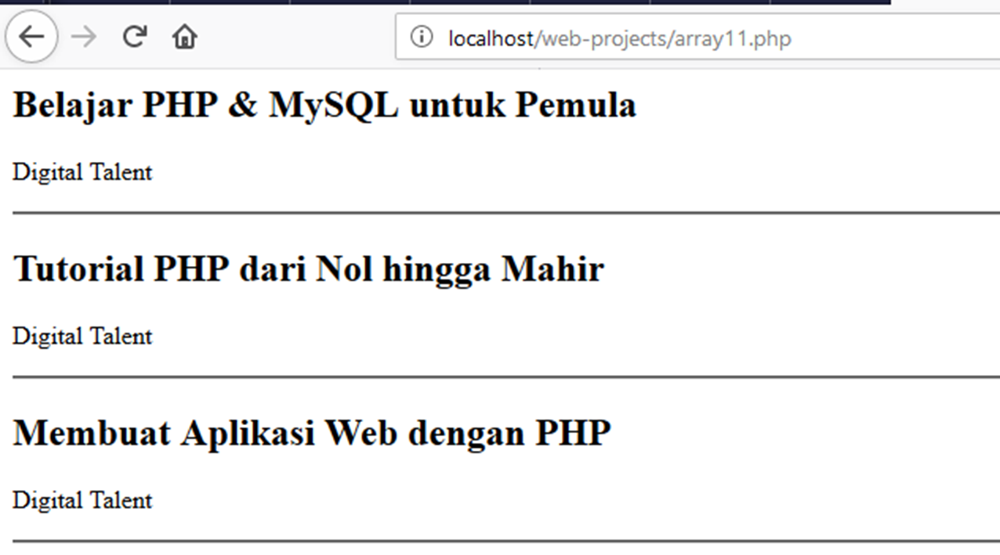 localhost/web-projects/array11.php
Belajar PHP & MySQL untuk Pemula
Digital Talent
Tutorial PHP dari Nol hingga Mahir
Digital Talent
Membuat Aplikasi Web dengan PHP
Digital Talent